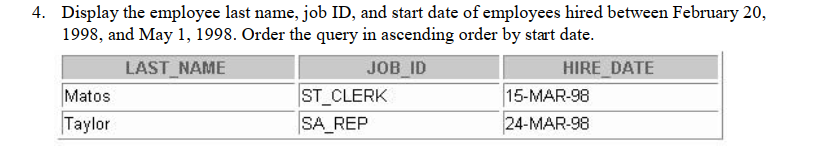 4. Display the employee last name, job ID, and start date of employees hired between February 20,
1998, and May 1, 1998. Order the query in ascending order by start date.
LAST_NAME JOB_ID HIRE_DATE
Matos ST_CLERK 15-MAR-98
Taylor SA_REP 24-MAR-98